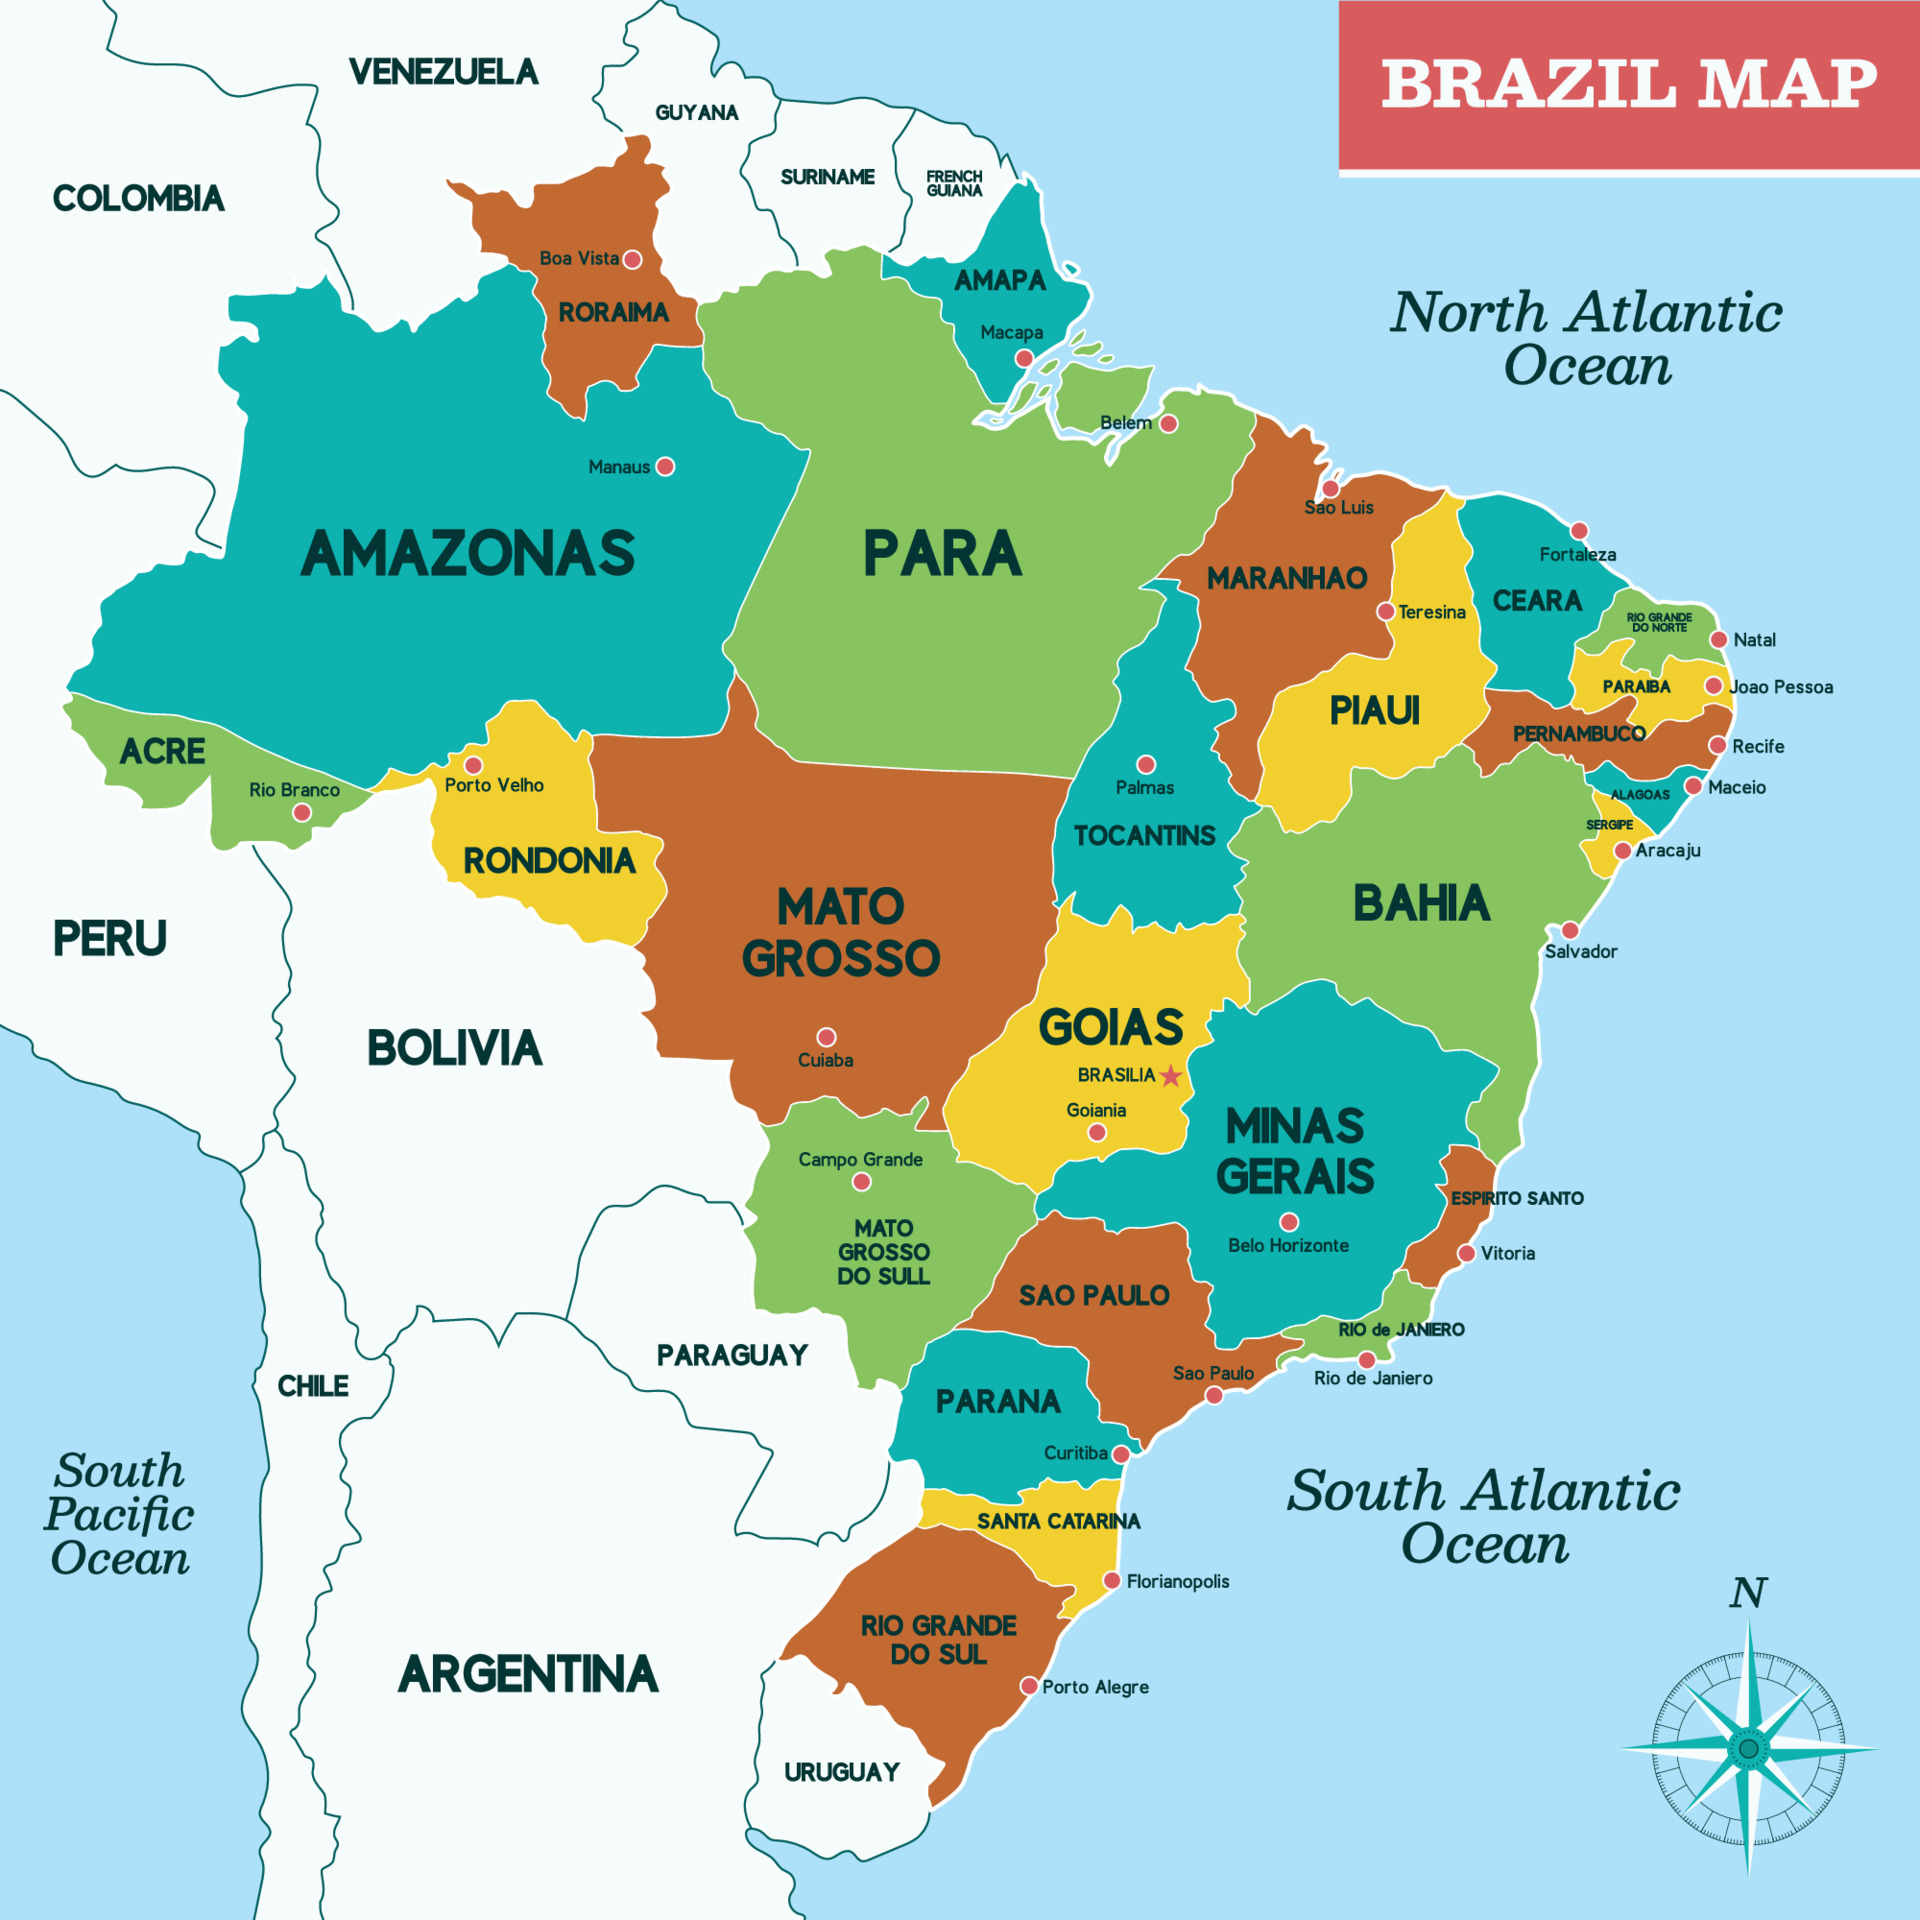 BRAZIL MAP
VENEZUELA
GUYANA
SURINAME
FRENCH
GUIANA
COLOMBIA
Boa Vista
RORAIMA
AMAPA
Macapa
North Atlantic
Ocean
Belem
Manaus
AMAZONAS
PARA
Sao Luis
MARANHAO
Teresina
Fortaleza
CEARA
RIO GRANDE
DO NORTE
Natal
PARAIBA
Joao Pessoa
PIAUI
PERNAMBUCO
Recife
ACRE
Rio Branco
Porto Velho
RONDONIA
Palmas
TOCANTINS
ALAGOAS
Maceio
SERGIPE
Aracaju
PERU
MATO
GROSSO
BAHIA
Salvador
BOLIVIA
Cuiaba
GOIAS
BRASILIA
Goiania
MINAS
GERAIS
Belo Horizonte
Campo Grande
MATO
GROSSO
DO SULL
ESPIRITO SANTO
Vitoria
SAO PAULO
RIO de JANIERO
Rio de Janiero
Sao Paulo
PARAGUAY
CHILE
PARANA
Curitiba
South
Pacific
Ocean
South Atlantic
Ocean
SANTA CATARINA
Florianopolis
RIO GRANDE
DO SUL
Porto Alegre
ARGENTINA
URUGUAY
N